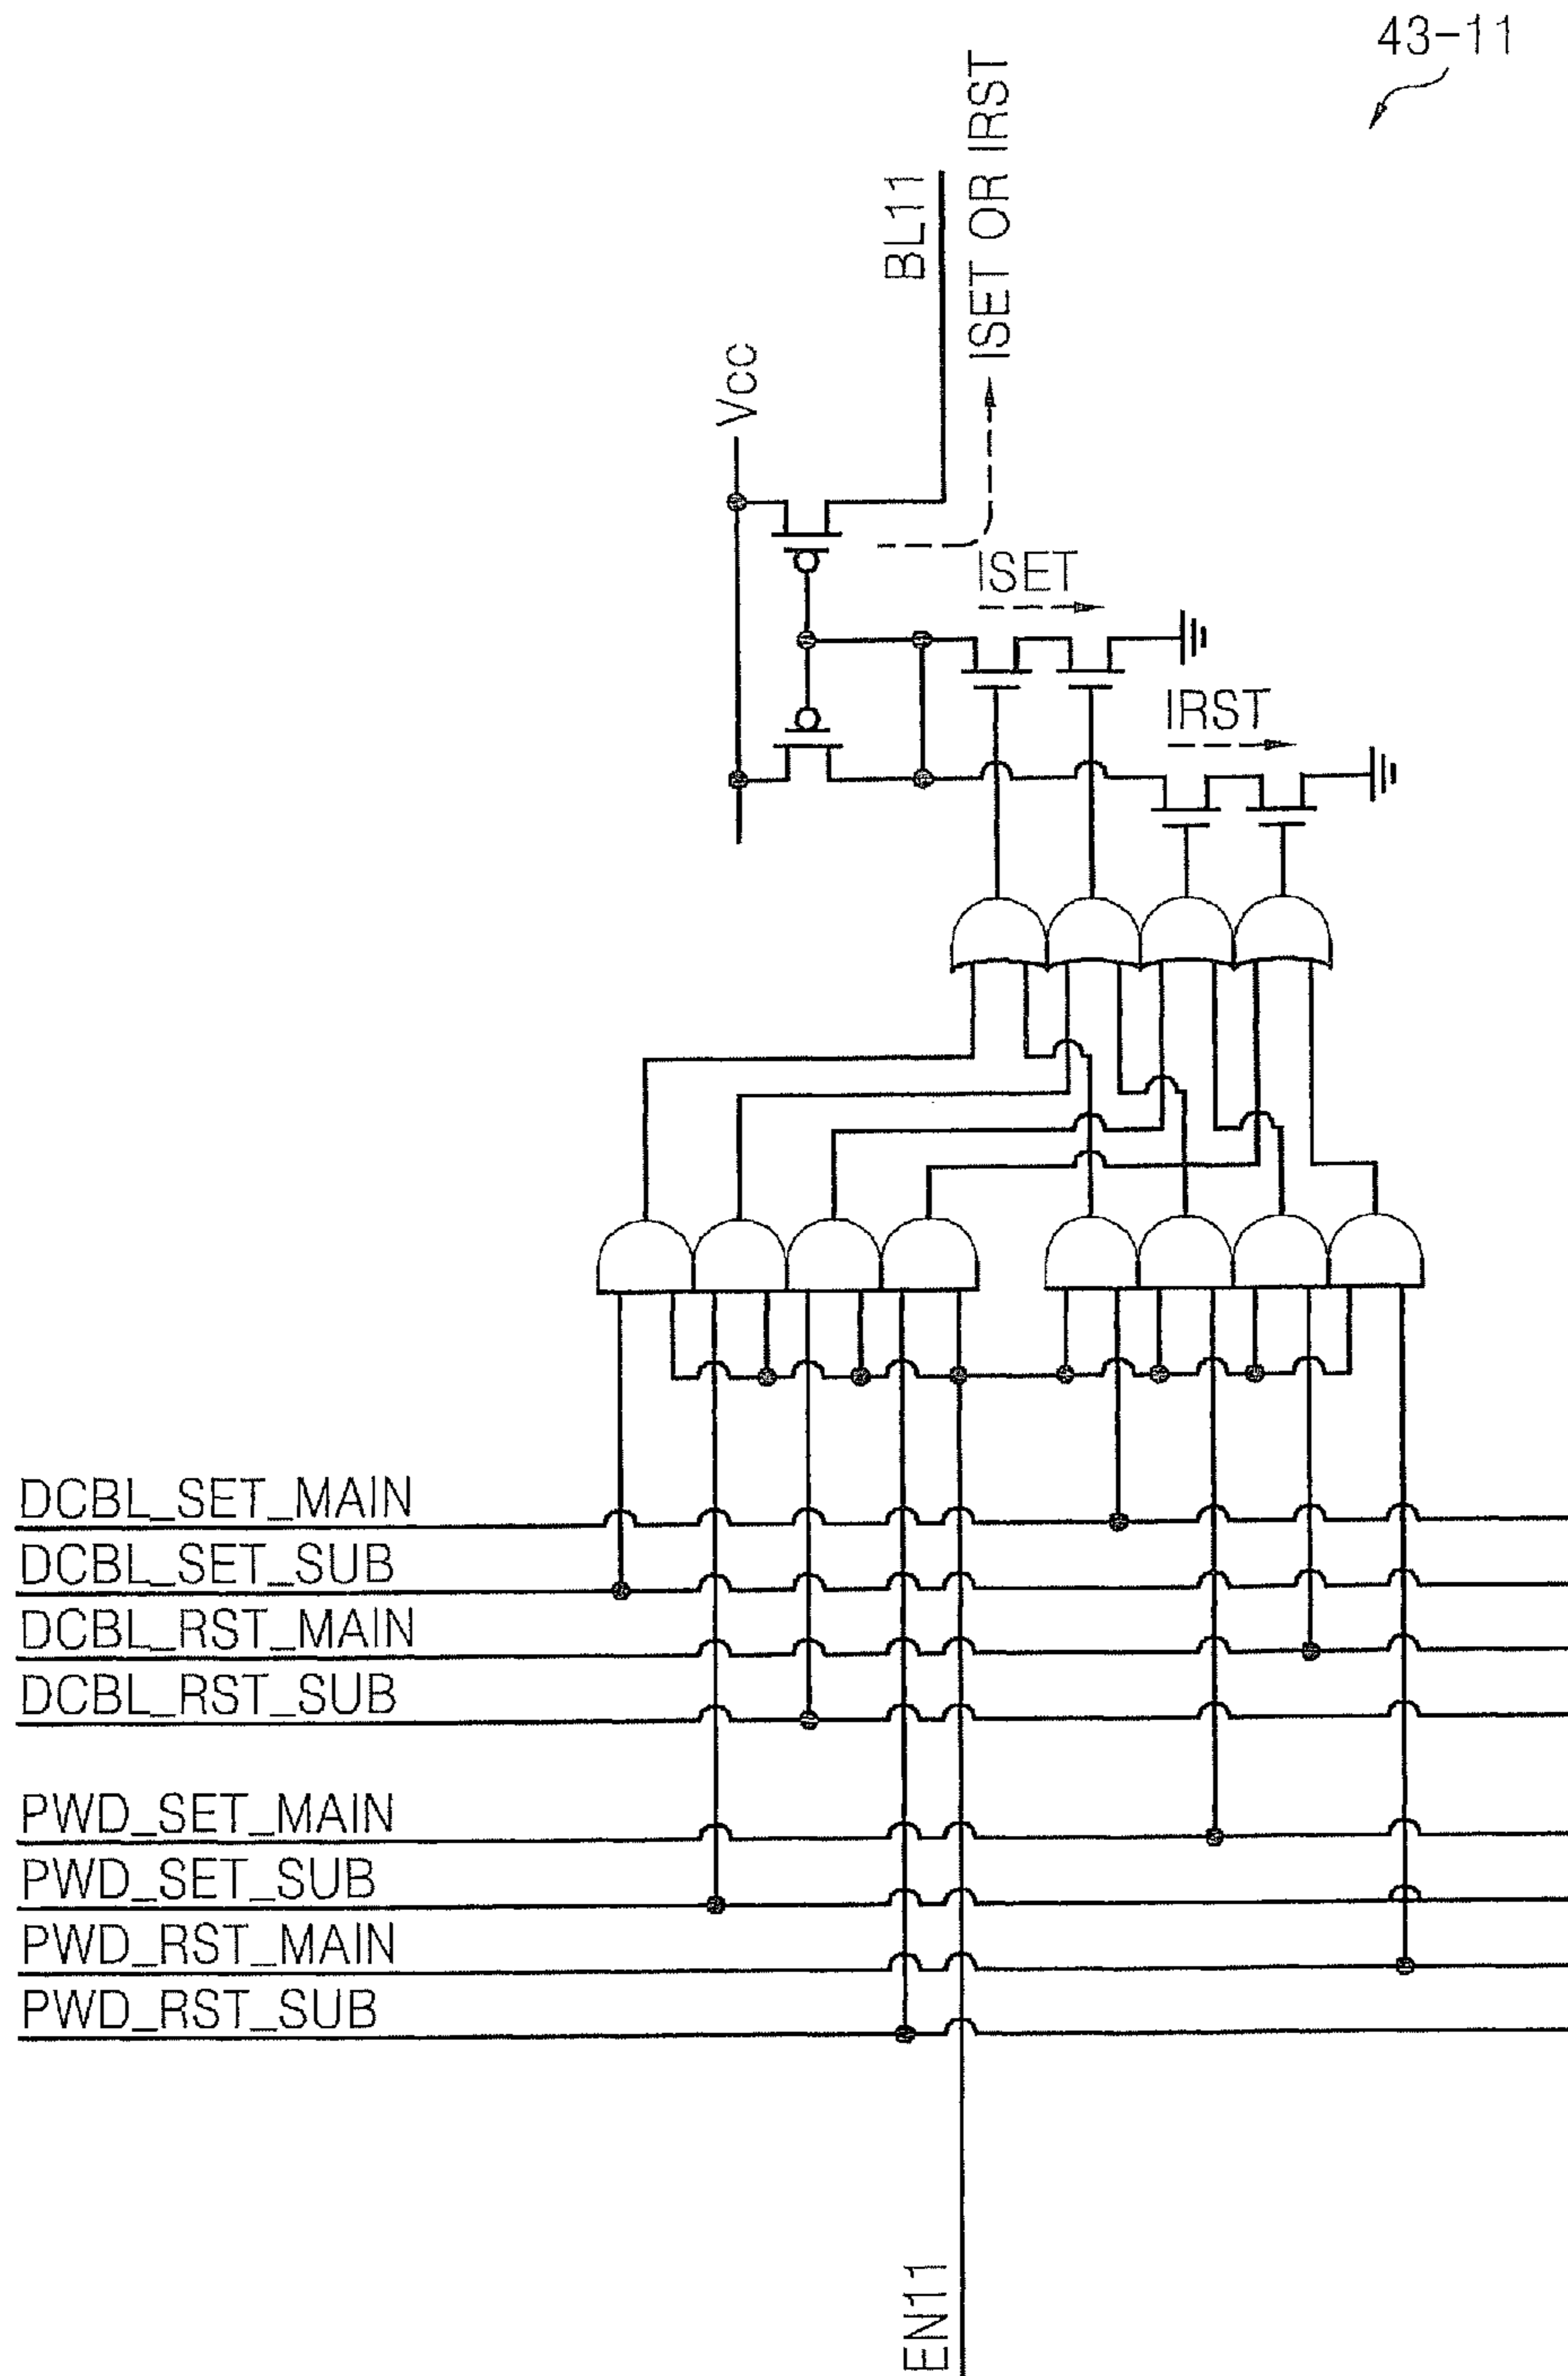 43-11
ISET OR IRST
BL11
Vcc
ISET
IRST
DCBL_SET_MAIN
DCBL_SET_SUB
DCBL_RST_MAIN
DCBL_RST_SUB
PWD_SET_MAIN
PWD_SET_SUB
PWD_RST_MAIN
PWD_RST_SUB
EN11